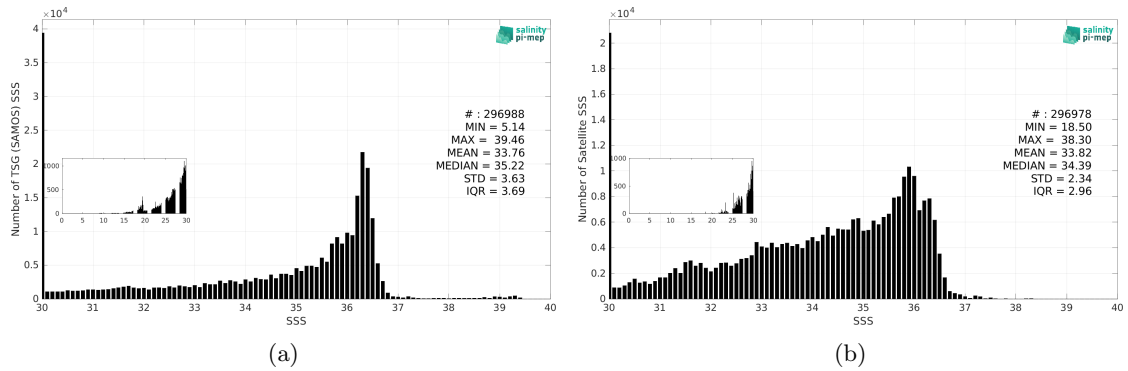 ×10⁴
4
3.5
3
2.5
2
1.5
1
0.5
0
Number of TSG (SAMOS) SSS
salinity
pi-mep
# : 296988
MIN = 5.14
MAX = 39.46
MEAN = 33.76
MEDIAN = 35.22
STD = 3.63
IQR = 3.69
1000
500
0
0 5 10 15 20 25 30
30 31 32 33 34 35 36 37 38 39 40
SSS
(a)
×10⁴
2
1.8
1.6
1.4
1.2
1
0.8
0.6
0.4
0.2
0
Number of Satellite SSS
salinity
pi-mep
# : 296978
MIN = 18.50
MAX = 38.30
MEAN = 33.82
MEDIAN = 34.39
STD = 2.34
IQR = 2.96
1000
500
0
0 5 10 15 20 25 30
30 31 32 33 34 35 36 37 38 39 40
SSS
(b)